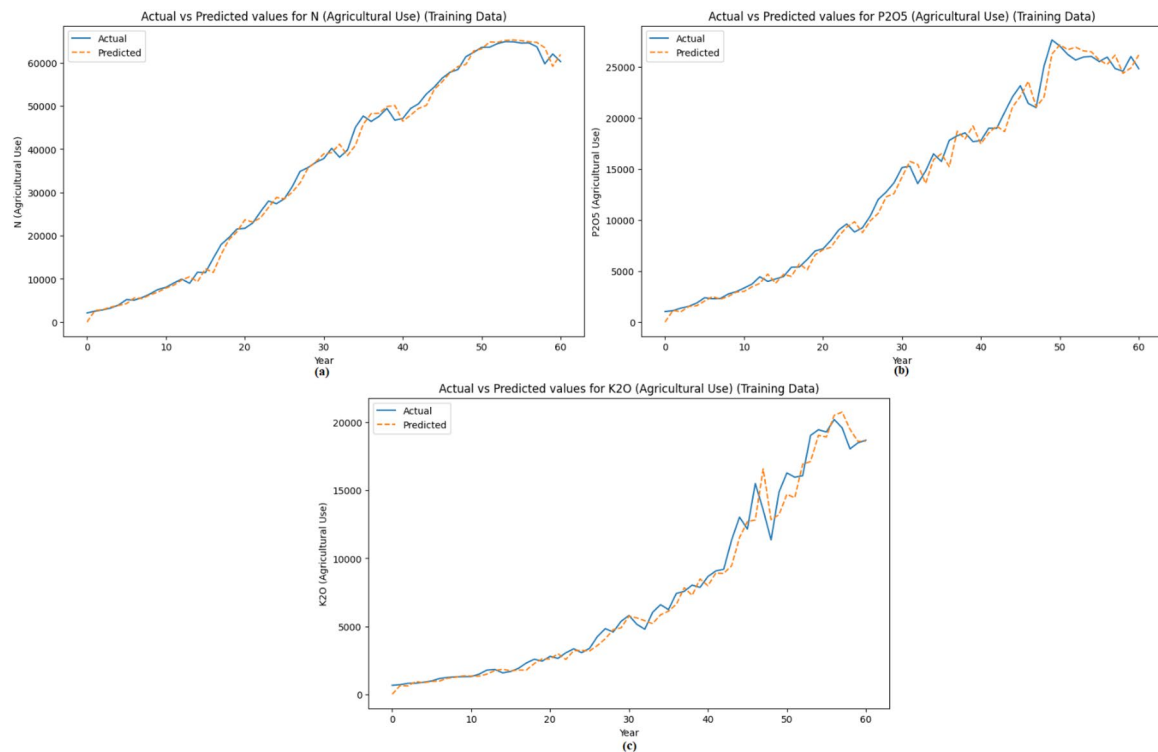 Actual vs Predicted values for N (Agricultural Use) (Training Data)
Actual
Predicted
60000
50000
40000
30000
20000
10000
0
N (Agricultural Use)
0 10 20 30 40 50 60
Year
(a)
Actual vs Predicted values for P2O5 (Agricultural Use) (Training Data)
Actual
Predicted
25000
20000
15000
10000
5000
0
P2O5 (Agricultural Use)
0 10 20 30 40 50 60
Year
(b)
Actual vs Predicted values for K2O (Agricultural Use) (Training Data)
Actual
Predicted
20000
15000
10000
5000
0
K2O (Agricultural Use)
0 10 20 30 40 50 60
Year
(c)